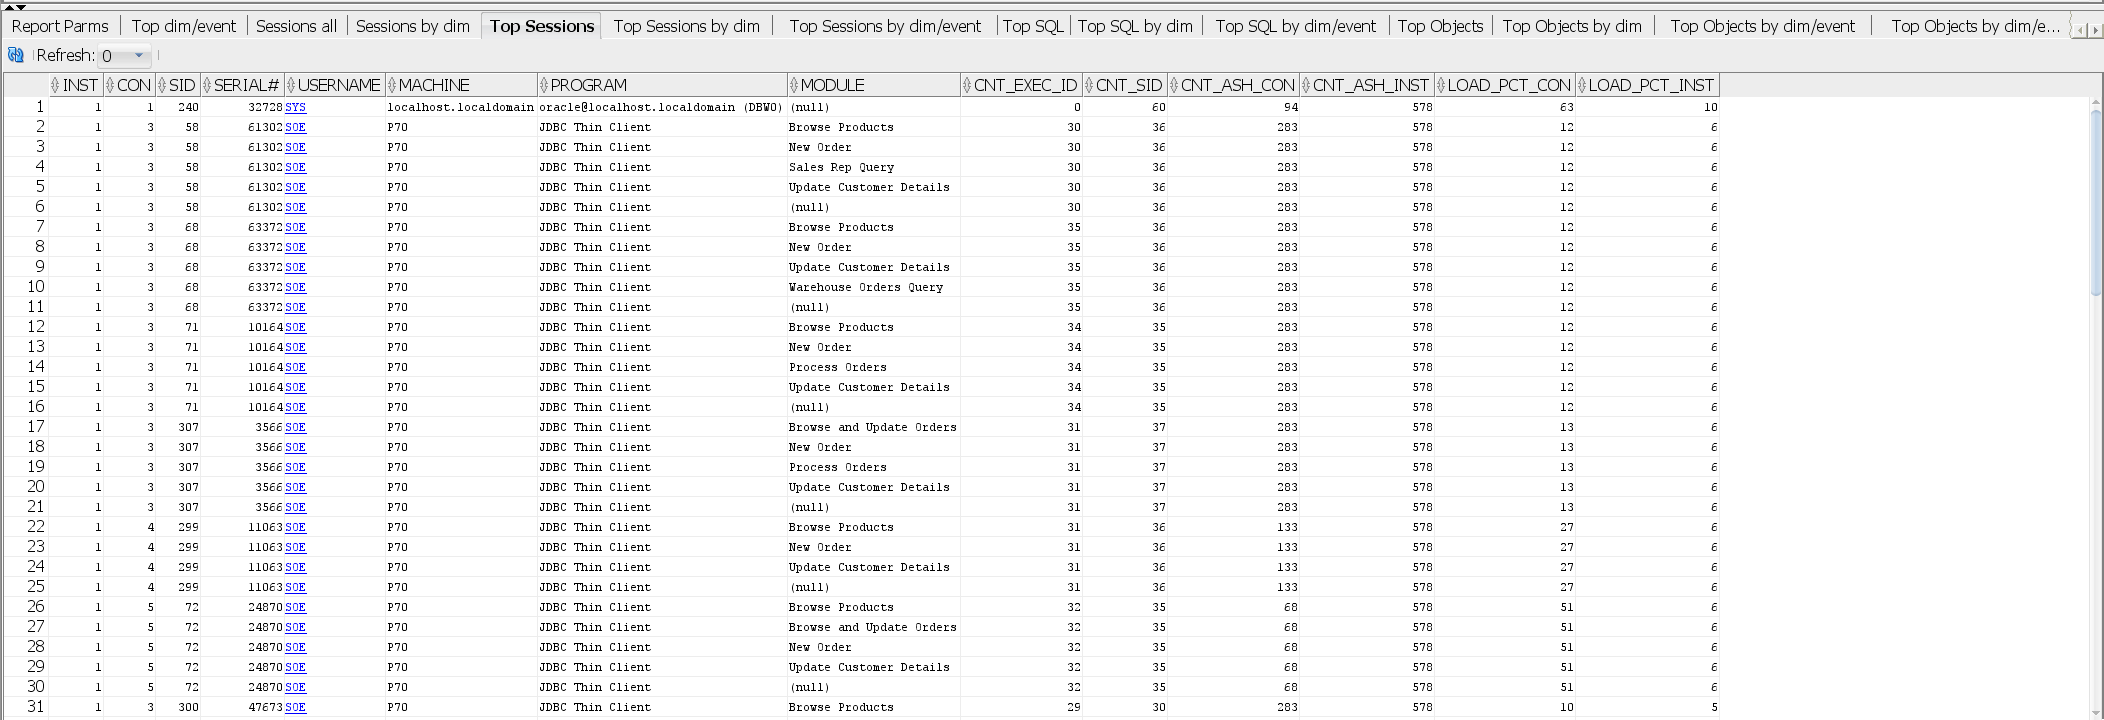 Report Parms Top dim/event Sessions all Sessions by dim Top Sessions Top Sessions by dim Top Sessions by dim/event Top SQL Top SQL by dim Top SQL by dim/event Top Objects Top Objects by dim Top Objects by dim/event Top Objects by dim/e...
Refresh: 0
INST CON SID SERIAL# USERNAME MACHINE PROGRAM MODULE CNT_EXEC_ID CNT_SID CNT_ASH_CON CNT_ASH_INST LOAD_PCT_CON LOAD_PCT_INST
1 1 1 240 32728 SYS localhost.localdomain oracle@localhost.localdomain (DBW0) (null) 0 60 94 578 63 10
2 1 3 58 61302 SOE P70 JDBC Thin Client Browse Products 30 36 283 578 12 6
3 1 3 58 61302 SOE P70 JDBC Thin Client New Order 30 36 283 578 12 6
4 1 3 58 61302 SOE P70 JDBC Thin Client Sales Rep Query 30 36 283 578 12 6
5 1 3 58 61302 SOE P70 JDBC Thin Client Update Customer Details 30 36 283 578 12 6
6 1 3 58 61302 SOE P70 JDBC Thin Client (null) 30 36 283 578 12 6
7 1 3 68 63372 SOE P70 JDBC Thin Client Browse Products 35 36 283 578 12 6
8 1 3 68 63372 SOE P70 JDBC Thin Client New Order 35 36 283 578 12 6
9 1 3 68 63372 SOE P70 JDBC Thin Client Update Customer Details 35 36 283 578 12 6
10 1 3 68 63372 SOE P70 JDBC Thin Client Warehouse Orders Query 35 36 283 578 12 6
11 1 3 68 63372 SOE P70 JDBC Thin Client (null) 35 36 283 578 12 6
12 1 3 71 10164 SOE P70 JDBC Thin Client Browse Products 34 35 283 578 12 6
13 1 3 71 10164 SOE P70 JDBC Thin Client New Order 34 35 283 578 12 6
14 1 3 71 10164 SOE P70 JDBC Thin Client Process Orders 34 35 283 578 12 6
15 1 3 71 10164 SOE P70 JDBC Thin Client Update Customer Details 34 35 283 578 12 6
16 1 3 71 10164 SOE P70 JDBC Thin Client (null) 34 35 283 578 12 6
17 1 3 307 3566 SOE P70 JDBC Thin Client Browse and Update Orders 31 37 283 578 13 6
18 1 3 307 3566 SOE P70 JDBC Thin Client New Order 31 37 283 578 13 6
19 1 3 307 3566 SOE P70 JDBC Thin Client Process Orders 31 37 283 578 13 6
20 1 3 307 3566 SOE P70 JDBC Thin Client Update Customer Details 31 37 283 578 13 6
21 1 3 307 3566 SOE P70 JDBC Thin Client (null) 31 37 283 578 13 6
22 1 4 299 11063 SOE P70 JDBC Thin Client Browse Products 31 36 133 578 27 6
23 1 4 299 11063 SOE P70 JDBC Thin Client New Order 31 36 133 578 27 6
24 1 4 299 11063 SOE P70 JDBC Thin Client Update Customer Details 31 36 133 578 27 6
25 1 4 299 11063 SOE P70 JDBC Thin Client (null) 31 36 133 578 27 6
26 1 5 72 24870 SOE P70 JDBC Thin Client Browse Products 32 35 68 578 51 6
27 1 5 72 24870 SOE P70 JDBC Thin Client Browse and Update Orders 32 35 68 578 51 6
28 1 5 72 24870 SOE P70 JDBC Thin Client New Order 32 35 68 578 51 6
29 1 5 72 24870 SOE P70 JDBC Thin Client Update Customer Details 32 35 68 578 51 6
30 1 5 72 24870 SOE P70 JDBC Thin Client (null) 32 35 68 578 51 6
31 1 3 300 47673 SOE P70 JDBC Thin Client Browse Products 29 30 283 578 10 5